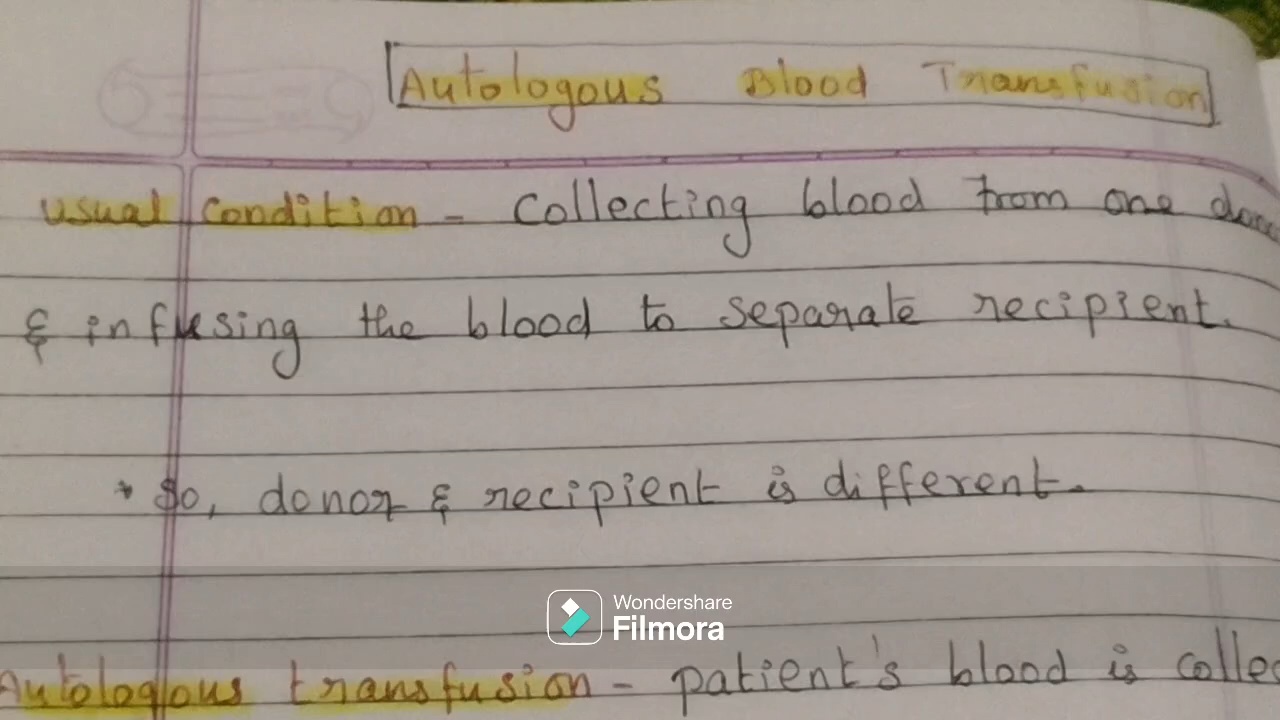 Autologous Blood Transfusion
usual condition - collecting blood from one
& infusing the blood to separate recipient.
* So, donor & recipient is different.
Wondershare
Filmora
Autologous transfusion - patient's blood is